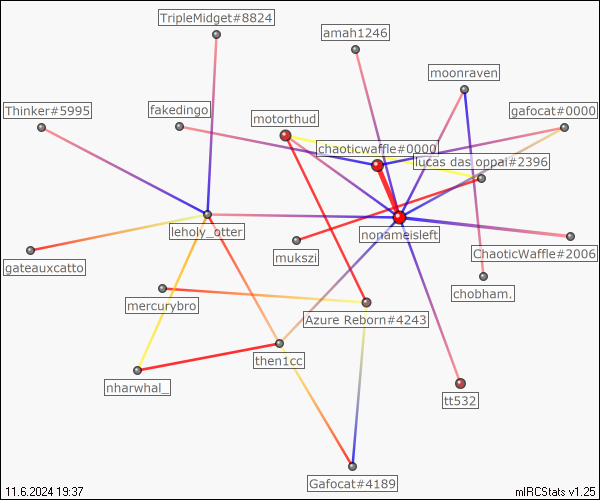 TripleMidget#8824
amah1246
moonraven
Thinker#5995
fakedingo
gafocat#0000
motorthud
chaoticwaffle#0000
lucas das oppai#2396
leholy_otter
nonameisleft
ChaoticWaffle#2006
mukszi
gateauxcatto
chobham.
mercurybro
Azure Reborn#4243
then1cc
nharwhal_
tt532
Gafocat#4189
11.6.2024 19:37
mIRCStats v1.25